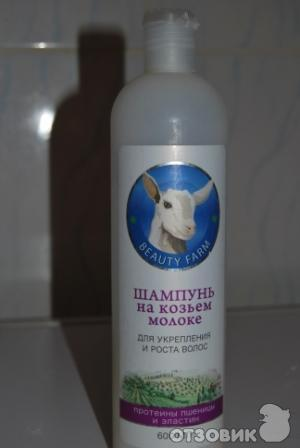 BEAUTY FARM
ШАМПУНЬ
на козьем
молоке
ДЛЯ УКРЕПЛЕНИЯ
И РОСТА ВОЛОС
протеины пшеницы
и эластин
ОТЗОВИК